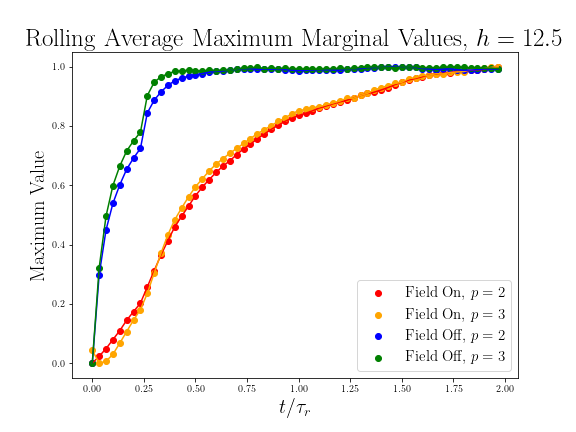 Rolling Average Maximum Marginal Values, h = 12.5
Maximum Value
1.0
0.8
0.6
0.4
0.2
0.0
Field On, p = 2
Field On, p = 3
Field Off, p = 2
Field Off, p = 3
0.00 0.25 0.50 0.75 1.00 1.25 1.50 1.75 2.00
t/τr